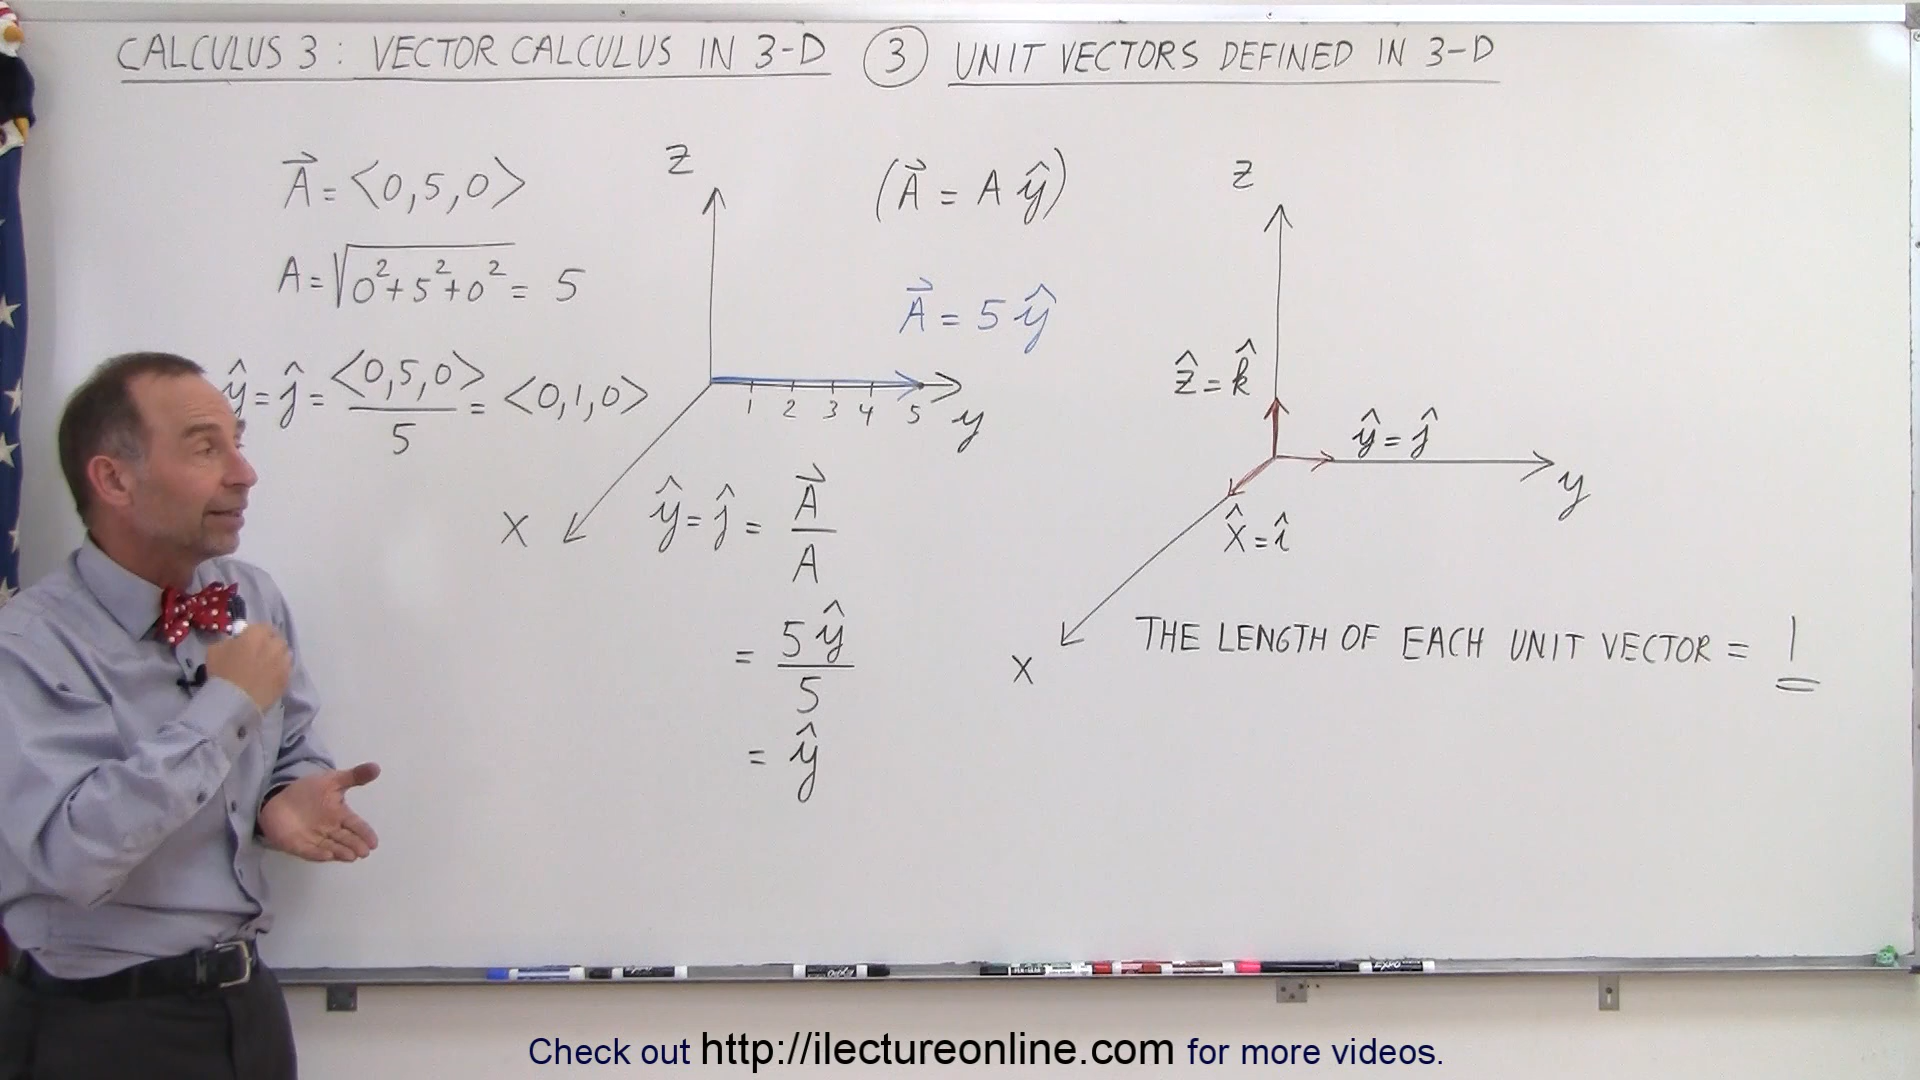 CALCULUS 3 : VECTOR CALCULUS IN 3-D ③ UNIT VECTORS DEFINED IN 3-D
A⃗ = <0,5,0>
A = √(0²+5²+0²) = 5
ŷ = ĵ = <0,5,0>/5 = <0,1,0>
z
1 2 3 4 5 y
x
(A⃗ = A ŷ)
A⃗ = 5 ŷ
ŷ = ĵ = A⃗/A
= 5ŷ/5
= ŷ
z
ẑ = k̂
ŷ = ĵ
y
x̂ = î
x
THE LENGTH OF EACH UNIT VECTOR = 1
Check out http://ilectureonline.com for more videos.